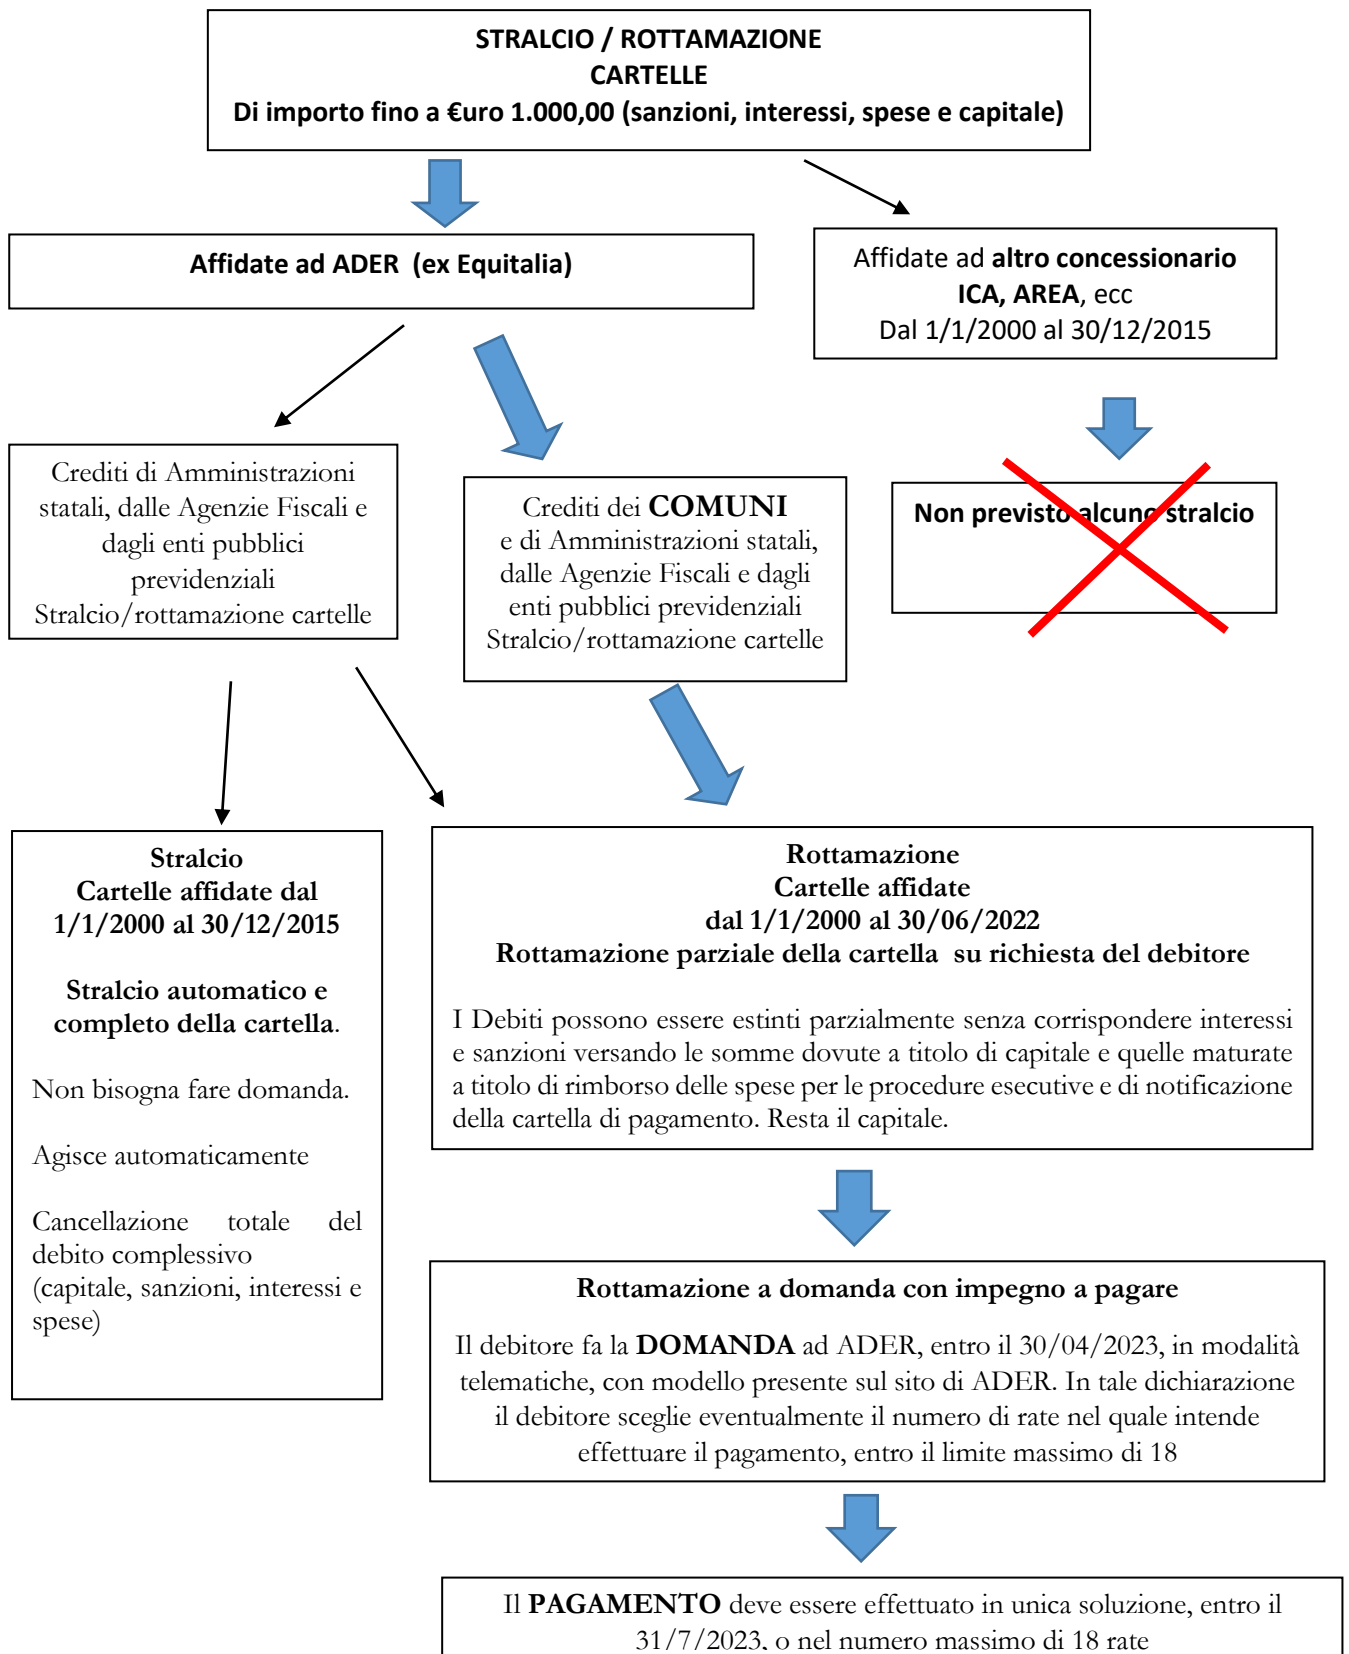 STRALCIO / ROTTAMAZIONE
CARTELLE
Di importo fino a €uro 1.000,00 (sanzioni, interessi, spese e capitale)
Affidate ad ADER (ex Equitalia)
Affidate ad altro concessionario
ICA, AREA, ecc
Dal 1/1/2000 al 30/12/2015
Crediti di Amministrazioni
statali, dalle Agenzie Fiscali e
dagli enti pubblici
previdenziali
Stralcio/rottamazione cartelle
Crediti dei COMUNI
e di Amministrazioni statali,
dalle Agenzie Fiscali e dagli
enti pubblici previdenziali
Stralcio/rottamazione cartelle
Non previsto alcuno stralcio
Stralcio
Cartelle affidate dal
1/1/2000 al 30/12/2015
Stralcio automatico e
completo della cartella.
Non bisogna fare domanda.
Agisce automaticamente
Cancellazione totale del
debito complessivo
(capitale, sanzioni, interessi e
spese)
Rottamazione
Cartelle affidate
dal 1/1/2000 al 30/06/2022
Rottamazione parziale della cartella su richiesta del debitore
I Debiti possono essere estinti parzialmente senza corrispondere interessi
e sanzioni versando le somme dovute a titolo di capitale e quelle maturate
a titolo di rimborso delle spese per le procedure esecutive e di notificazione
della cartella di pagamento. Resta il capitale.
Rottamazione a domanda con impegno a pagare
Il debitore fa la DOMANDA ad ADER, entro il 30/04/2023, in modalità
telematiche, con modello presente sul sito di ADER. In tale dichiarazione
il debitore sceglie eventualmente il numero di rate nel quale intende
effettuare il pagamento, entro il limite massimo di 18
Il PAGAMENTO deve essere effettuato in unica soluzione, entro il
31/7/2023, o nel numero massimo di 18 rate